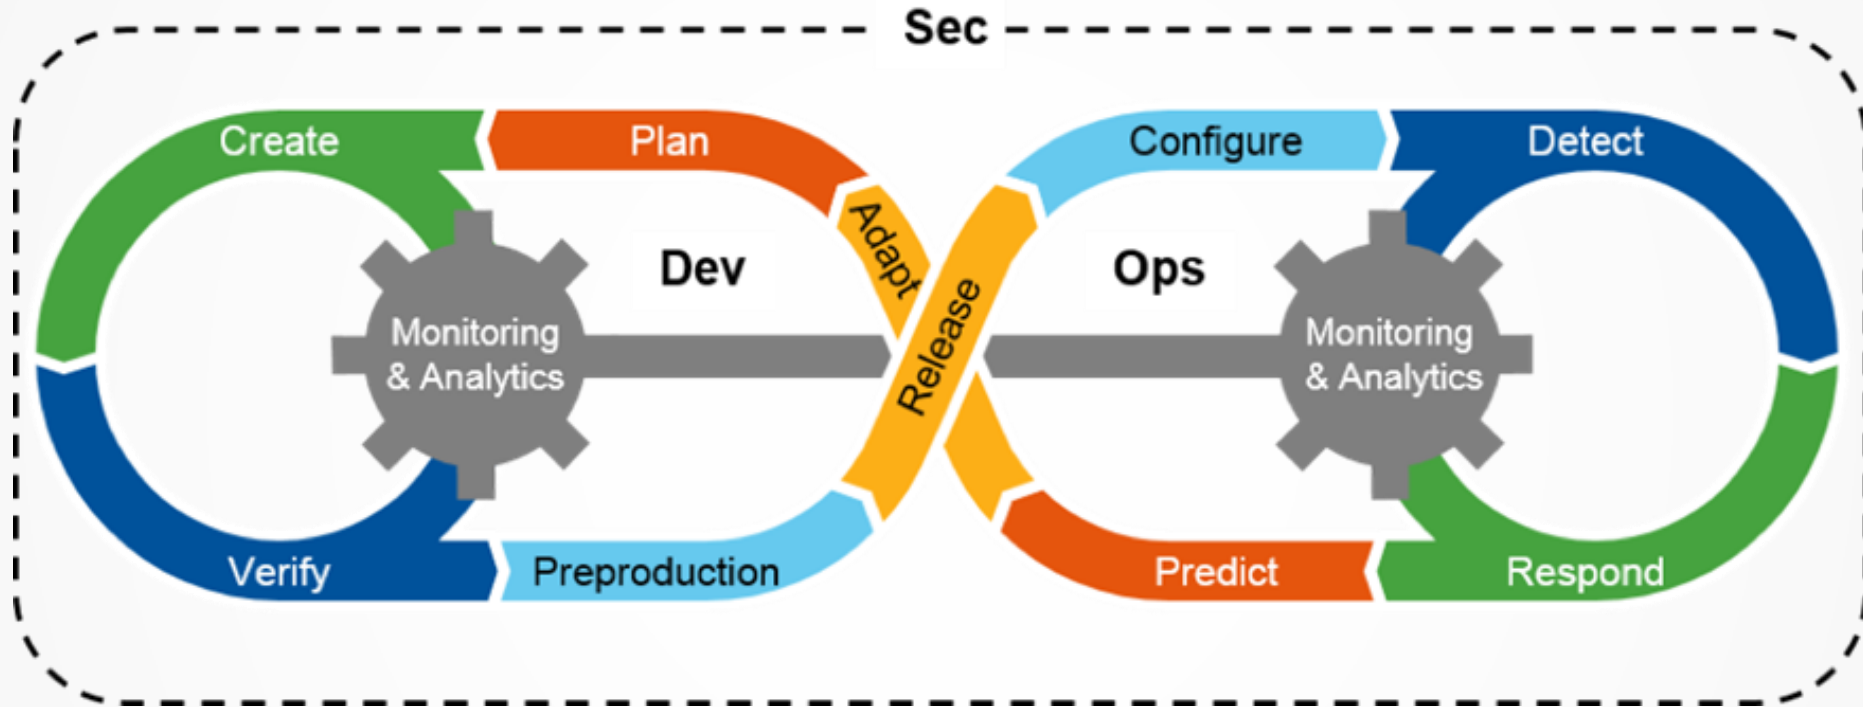 Sec
Create
Plan
Configure
Detect
Adapt
Dev
Ops
Release
Monitoring
& Analytics
Monitoring
& Analytics
Verify
Preproduction
Predict
Respond